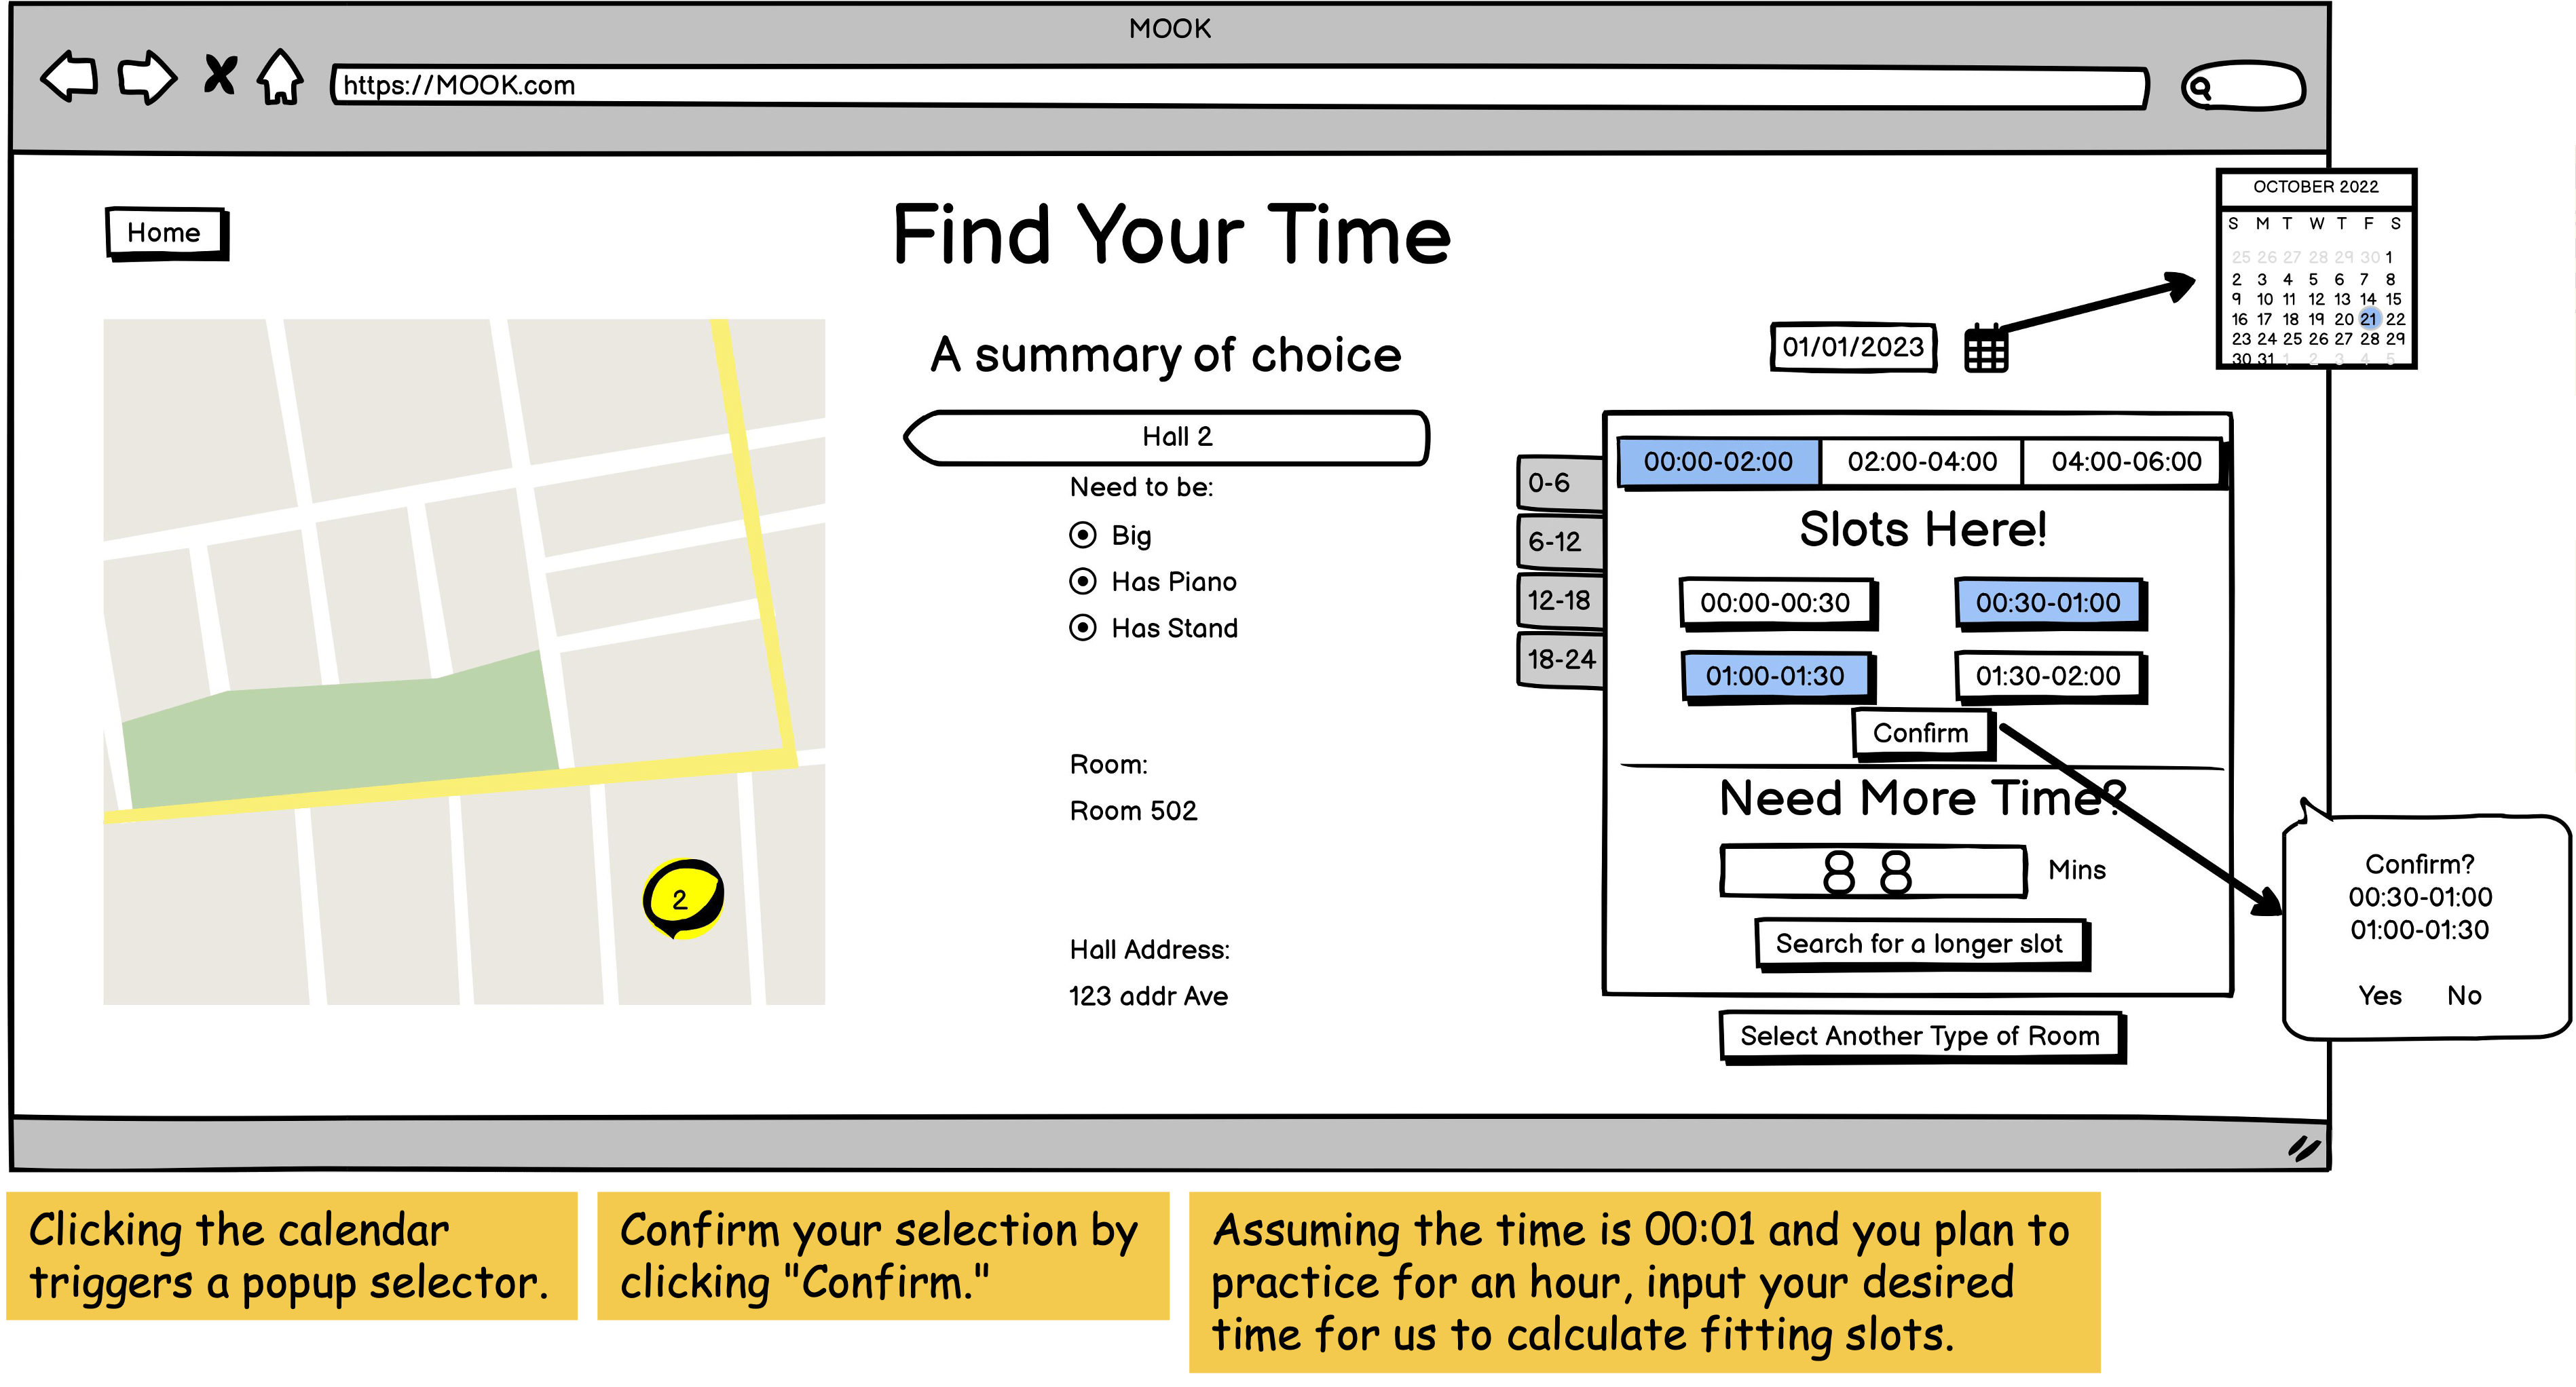 MOOK
https://MOOK.com
Home
Find Your Time
A summary of choice
Hall 2
Need to be:
Big
Has Piano
Has Stand
Room:
Room 502
Hall Address:
123 addr Ave
01/01/2023
OCTOBER 2022
S M T W T F S
25 26 27 28 29 30 1
2 3 4 5 6 7 8
9 10 11 12 13 14 15
16 17 18 19 20 21 22
23 24 25 26 27 28 29
30 31 1 2 3 4 5
0-6
6-12
12-18
18-24
00:00-02:00 02:00-04:00 04:00-06:00
Slots Here!
00:00-00:30 00:30-01:00
01:00-01:30 01:30-02:00
Confirm
Need More Time?
88 Mins
Search for a longer slot
Select Another Type of Room
Confirm?
00:30-01:00
01:00-01:30
Yes No
2
Clicking the calendar
triggers a popup selector.
Confirm your selection by
clicking "Confirm."
Assuming the time is 00:01 and you plan to
practice for an hour, input your desired
time for us to calculate fitting slots.